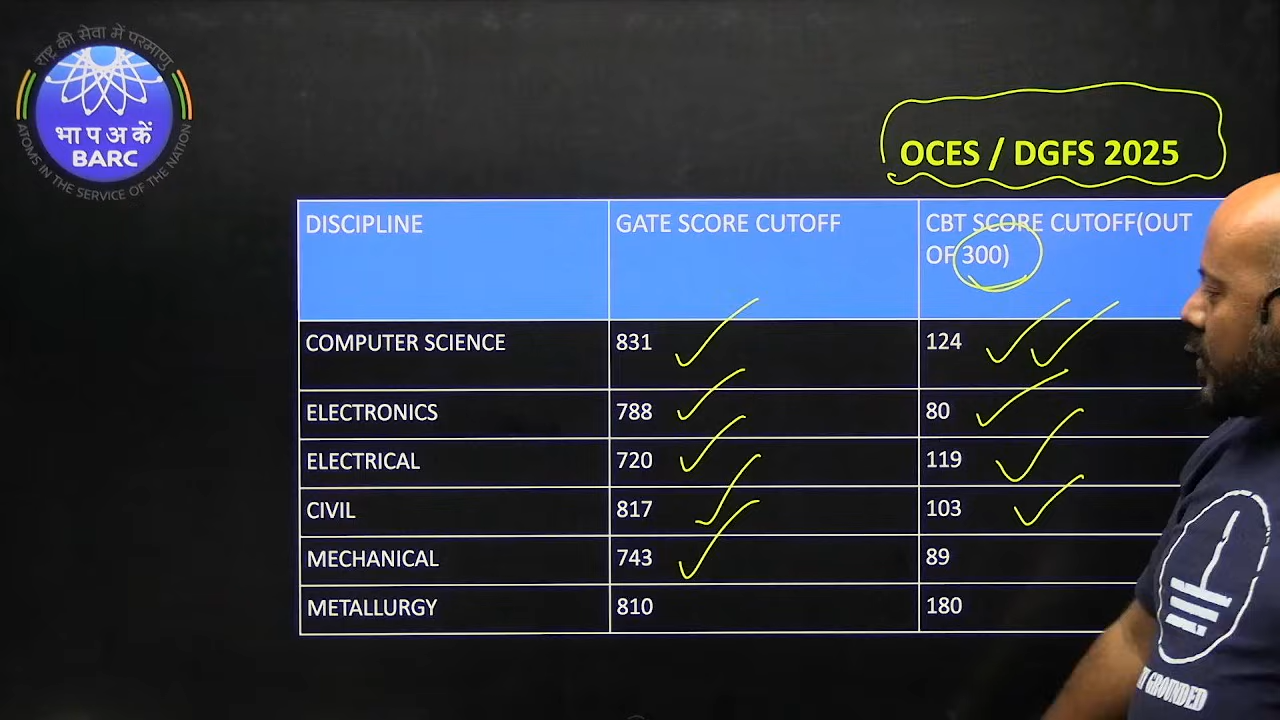 राष्ट्र की सेवा में परमाणु
भा प अ कें
BARC
ATOMS IN THE SERVICE OF THE NATION
OCES / DGFS 2025
DISCIPLINE GATE SCORE CUTOFF CBT SCORE CUTOFF(OUT
OF 300)
COMPUTER SCIENCE 831 124
ELECTRONICS 788 80
ELECTRICAL 720 119
CIVIL 817 103
MECHANICAL 743 89
METALLURGY 810 180
GROUNDED